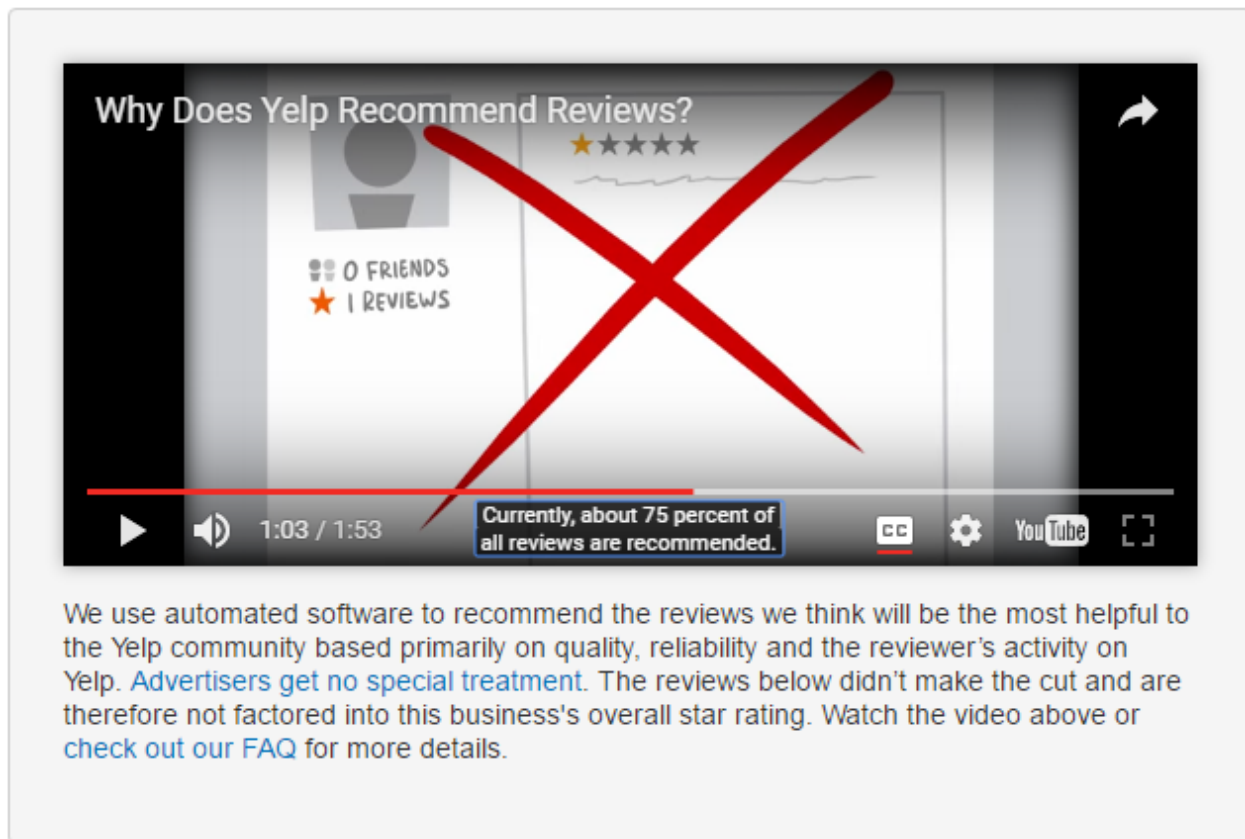 Why Does Yelp Recommend Reviews?
0 FRIENDS
1 REVIEWS
1:03 / 1:53
Currently, about 75 percent of
all reviews are recommended.
CC
YouTube
We use automated software to recommend the reviews we think will be the most helpful to
the Yelp community based primarily on quality, reliability and the reviewer’s activity on
Yelp. Advertisers get no special treatment. The reviews below didn’t make the cut and are
therefore not factored into this business's overall star rating. Watch the video above or
check out our FAQ for more details.